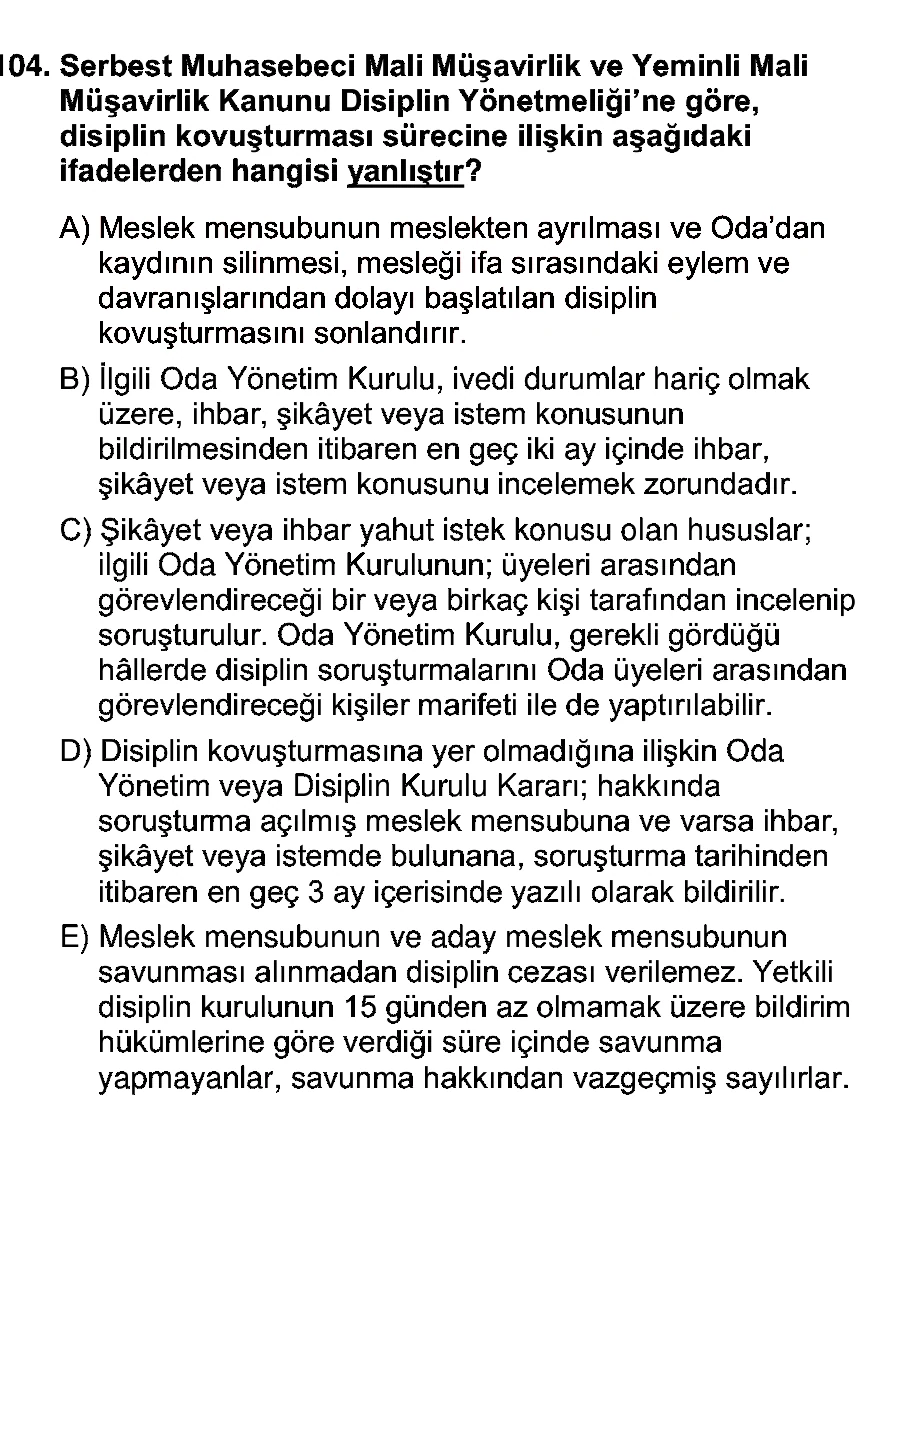 104. Serbest Muhasebeci Mali Müşavirlik ve Yeminli Mali
Müşavirlik Kanunu Disiplin Yönetmeliği’ne göre,
disiplin kovuşturması sürecine ilişkin aşağıdaki
ifadelerden hangisi yanlıştır?
A) Meslek mensubunun meslekten ayrılması ve Oda’dan
kaydının silinmesi, mesleği ifa sırasındaki eylem ve
davranışlarından dolayı başlatılan disiplin
kovuşturmasını sonlandırır.
B) İlgili Oda Yönetim Kurulu, ivedi durumlar hariç olmak
üzere, ihbar, şikâyet veya istem konusunun
bildirilmesinden itibaren en geç iki ay içinde ihbar,
şikâyet veya istem konusunu incelemek zorundadır.
C) Şikâyet veya ihbar yahut istek konusu olan hususlar;
ilgili Oda Yönetim Kurulunun; üyeleri arasından
görevlendireceği bir veya birkaç kişi tarafından incelenip
soruşturulur. Oda Yönetim Kurulu, gerekli gördüğü
hâllerde disiplin soruşturmalarını Oda üyeleri arasından
görevlendireceği kişiler marifeti ile de yaptırılabilir.
D) Disiplin kovuşturmasına yer olmadığına ilişkin Oda
Yönetim veya Disiplin Kurulu Kararı; hakkında
soruşturma açılmış meslek mensubuna ve varsa ihbar,
şikâyet veya istemde bulunana, soruşturma tarihinden
itibaren en geç 3 ay içerisinde yazılı olarak bildirilir.
E) Meslek mensubunun ve aday meslek mensubunun
savunması alınmadan disiplin cezası verilemez. Yetkili
disiplin kurulunun 15 günden az olmamak üzere bildirim
hükümlerine göre verdiği süre içinde savunma
yapmayanlar, savunma hakkından vazgeçmiş sayılırlar.